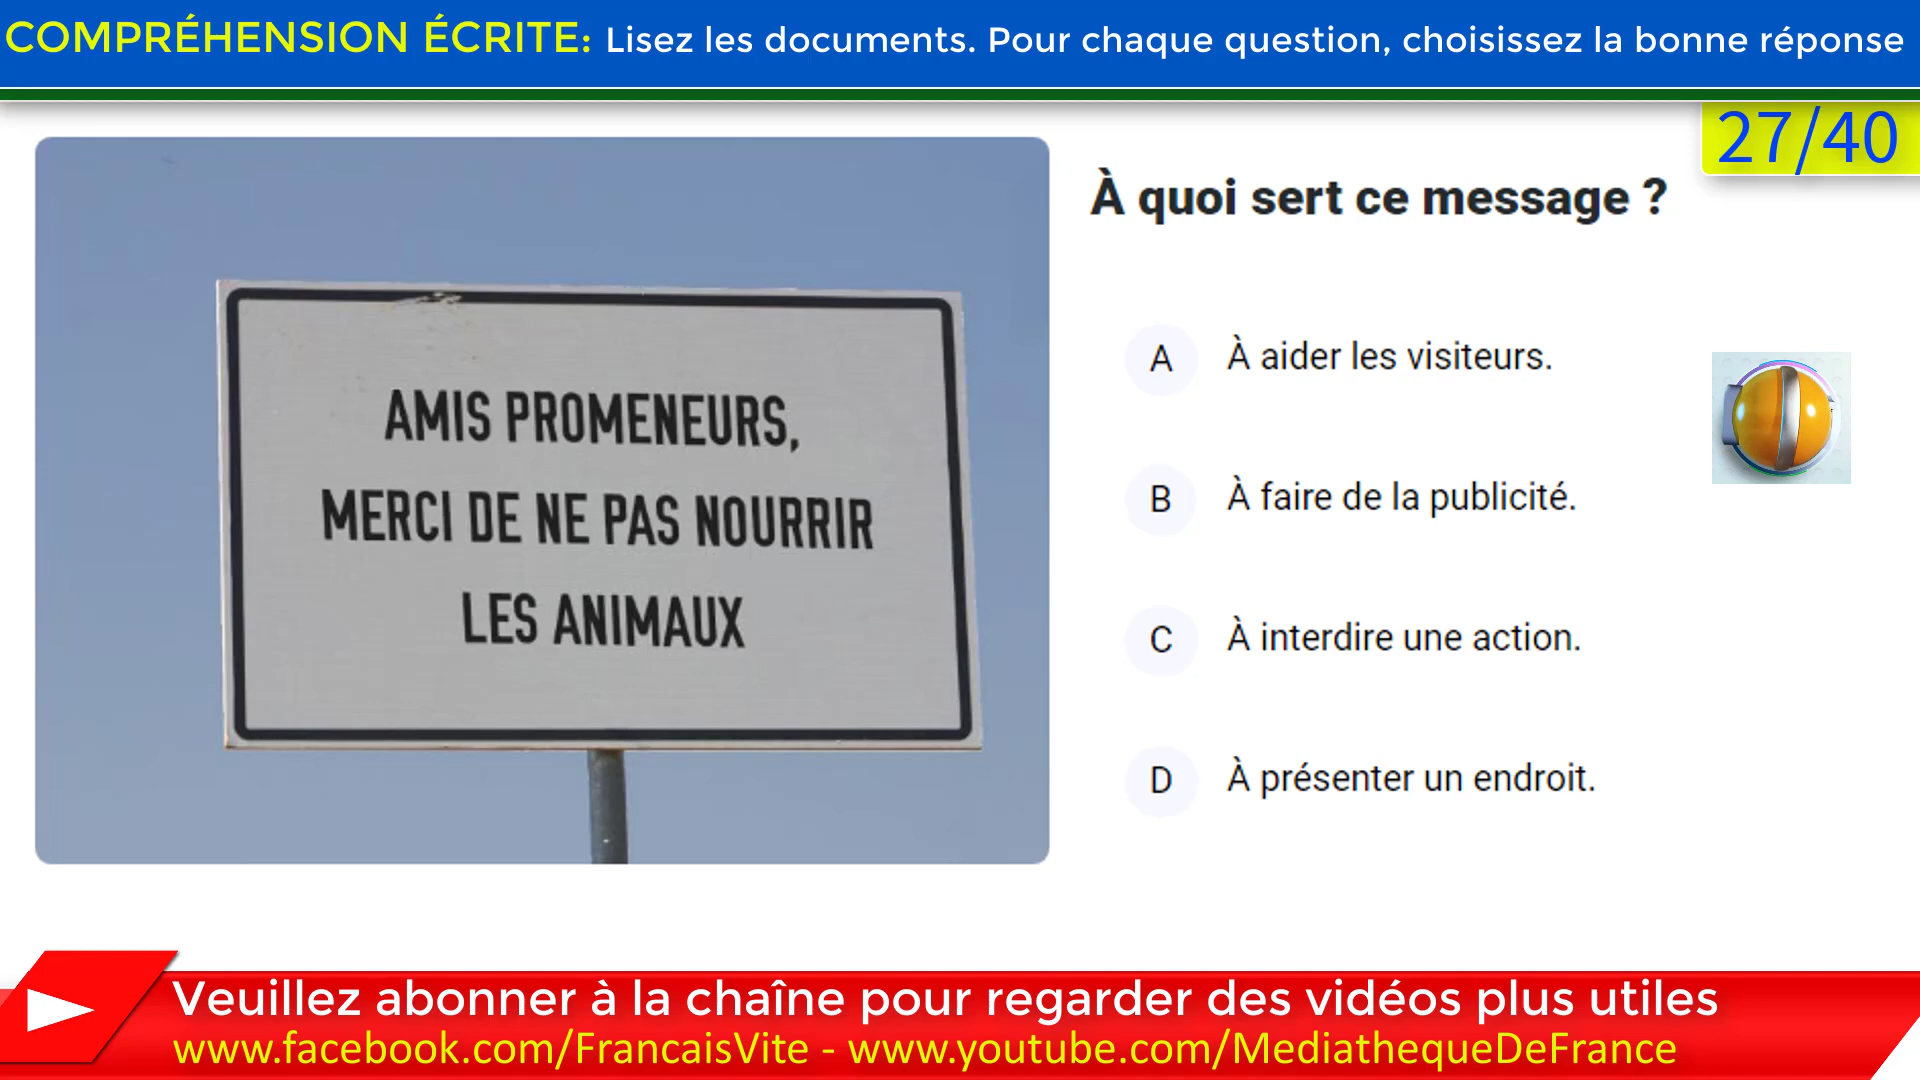 COMPRÉHENSION ÉCRITE: Lisez les documents. Pour chaque question, choisissez la bonne réponse
27/40
AMIS PROMENEURS,
MERCI DE NE PAS NOURRIR
LES ANIMAUX
À quoi sert ce message ?
A À aider les visiteurs.
B À faire de la publicité.
C À interdire une action.
D À présenter un endroit.
Veuillez abonner à la chaîne pour regarder des vidéos plus utiles
www.facebook.com/FrancaisVite - www.youtube.com/MediathequeDeFrance